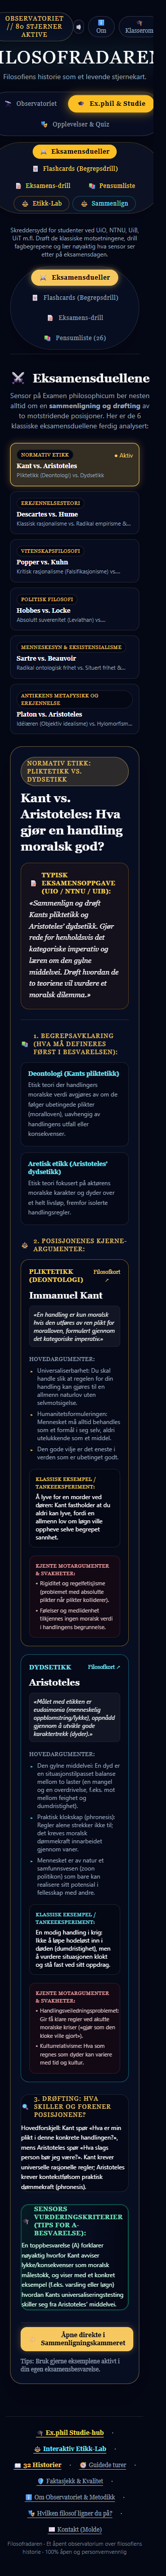 OBSERVATORIET
// 80 STJERNER
AKTIVE
Om
Klasserom
ILOSOFRADAREN
Filosofiens historie som et levende stjernekart.
Observatoriet
Ex.phil & Studie
Opplevelser & Quiz
Eksamensdueller
Flashkorts (Begrepsdrill)
Eksamens-drill
Pensumliste
Etikk-Lab
Sammenlign
Skreddersydd for studenter ved UiO, NTNU, UiB,
UiT m.fl. Drøft de klassiske motsetningene, drill
fagbegrepene og lær nøyaktig hva sensor ser
etter på eksamensdagen.
Eksamensdueller
Flashcards (Begrepsdrill)
Eksamens-drill
Pensumliste (26)
Eksamensduellene
Sensor på Examen philosophicum ber nesten
alltid om en sammenligning og drøfting av
to motstridende posisjoner. Her er de 6
klassiske eksamensduellene ferdig analysert:
NORMATIV ETIKK
★ Aktiv
Kant vs. Aristoteles
Pliktetikk (Deontologi) vs. Dydsetikk
ERKJENNELSESTEORI
Descartes vs. Hume
Klassisk rasjonalisme vs. Radikal empirisme &...
VITENSKAPSFILOSOFI
Popper vs. Kuhn
Kritisk rasjonalisme (Falsifikasjonisme) vs....
POLITISK FILOSOFI
Hobbes vs. Locke
Absolutt suverenitet (Leviathan) vs....
MENNESKESYN & EKSISTENSIALISME
Sartre vs. Beauvoir
Radikal ontologisk frihet vs. Situert frihet &...
ANTIKKENS METAFYSIKK OG
ERKJENNELSE
Platon vs. Aristoteles
Idélæren (Objektiv idealisme) vs. Hylomorfism...
NORMATIV ETIKK:
PLIKTETIKK VS.
DYDSETIKK
Kant vs.
Aristoteles: Hva
gjør en handling
moralsk god?
TYPISK
EKSAMENSOPPGAVE
(UIO / NTNU / UIB):
«Sammenlign og drøft
Kants pliktetikk og
Aristoteles' dydsetikk. Gjør
rede for henholdsvis det
kategoriske imperativ og
læren om den gylne
middelvei. Drøft hvordan de
to teoriene vil vurdere et
moralsk dilemma.»
1. BEGREPSAVKLARING
(HVA MÅ DEFINERES
FØRST I BESVARELSEN):
Deontologi (Kants pliktetikk)
Etisk teori der handlingers
moralske verdi avgjøres av om de
følger ubetingede plikter
(moralloven), uavhengig av
handlingens utfall eller
konsekvenser.
Aretisk etikk (Aristoteles'
dydsetikk)
Etisk teori fokusert på aktørens
moralske karakter og dyder over
et helt livsløp, fremfor isolerte
handlingsregler.
2. POSISJONENES KJERNE-
ARGUMENTER:
PLIKTETIKK
(DEONTOLOGI)
Filosofkort
↗
Immanuel Kant
«En handling er kun moralsk
hvis den utføres av plikt for
moralloven, formulert gjennom
det kategoriske imperativ.»
HOVEDARGUMENTER:
Universaliserbarhet: Du skal
handle slik at regelen for din
handling kan gjøres til en
allmenn naturlov uten
selvmotsigelse.
Humanitetsformuleringen:
Mennesket må alltid behandles
som et formål i seg selv, aldri
utelukkende som et middel.
Den gode vilje er det eneste i
verden som er ubetinget godt.
KLASSISK EKSEMPEL /
TANKEEKSPERIMENT:
Å lyve for en morder ved
døren: Kant fastholder at du
aldri kan lyve, fordi en
allmenn lov om løgn ville
oppheve selve begrepet
sannhet.
KJENTE MOTARGUMENTER
& SVAKHETER:
• Rigiditet og regelfetisjisme
(problemet med absolutte
plikter når plikter kolliderer).
• Følelser og medlidenhet
tilkjennes ingen moralsk verdi
i handlingens begrunnelse.
DYDSETIKK
Filosofkort ↗
Aristoteles
«Målet med etikken er
eudaimonia (menneskelig
oppblomstring/lykke), oppnådd
gjennom å utvikle gode
karaktertrekk (dyder).»
HOVEDARGUMENTER:
Den gylne middelvei: En dyd er
en situasjonstilpasset balanse
mellom to laster (en mangel
og en overdrivelse, f.eks. mot
mellom feighet og
dumdristighet).
Praktisk klokskap (phronesis):
Regler alene strekker ikke til;
det kreves moralsk
dømmekraft innarbeidet
gjennom vaner.
Mennesket er av natur et
samfunnsvesen (zoon
politikon) som bare kan
realisere sitt potensial i
fellesskap med andre.
KLASSISK EKSEMPEL /
TANKEEKSPERIMENT:
En modig handling i krig:
Ikke å løpe hodeløst inn i
døden (dumdristighet), men
å vurdere situasjonen klokt
og stå fast ved sitt oppdrag.
KJENTE MOTARGUMENTER
& SVAKHETER:
• Handlingsveiledningsproblemet:
Gir få klare regler ved akutte
moralske kriser («gjør som den
kloke ville gjort»).
• Kulturrelativisme: Hva som
regnes som dyder kan variere
med tid og kultur.
3. DRØFTING: HVA
SKILLER OG FORENER
POSISJONENE?
Hovedforskjell: Kant spør «Hva er min
plikt i denne konkrete handlingen?»,
mens Aristoteles spør «Hva slags
person bør jeg være?». Kant krever
universelle rasjonelle regler; Aristoteles
krever kontekstfølsom praktisk
dømmekraft (phronesis).
SENSORS
VURDERINGSKRITERIER
(TIPS FOR A-
BESVARELSE):
En toppbesvarelse (A) forklarer
nøyaktig hvorfor Kant avviser
lykke/konsekvenser som moralsk
målestokk, og viser med et konkret
eksempel (f.eks. varsling eller løgn)
hvordan Kants universaliseringstesting
skiller seg fra Aristoteles' middelvei.
Åpne direkte i
Sammenligningskammeret
Tips: Bruk gjerne eksemplene aktivt i
din egen eksamensbesvarelse.
Ex.phil Studie-hub ·
Interaktiv Etikk-Lab ·
32 Historier · Guidede turer ·
Faktasjekk & Kvalitet ·
Om Observatoriet & Metodikk ·
Hvilken filosof ligner du på? ·
Kontakt (Molde)
Filosofradaren · Et åpent observatorium over filosofiens
historie · 100% åpen og personvernvennlig